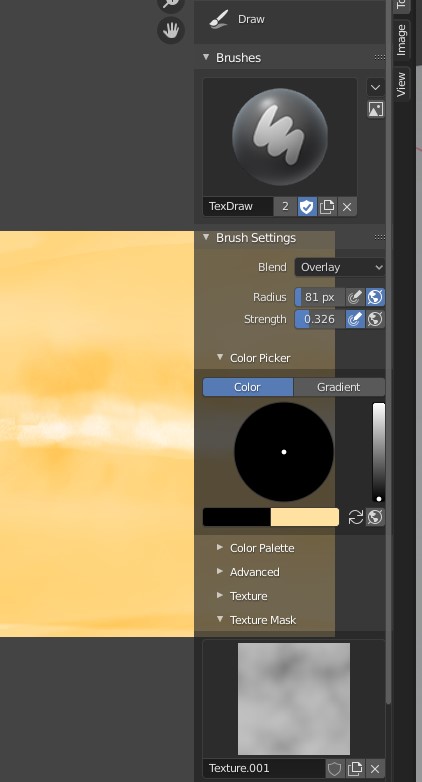 Draw
To
Image
View
Brushes
TexDraw 2
Brush Settings
Blend Overlay
Radius 81 px
Strength 0.326
Color Picker
Color Gradient
Color Palette
Advanced
Texture
Texture Mask
Texture.001